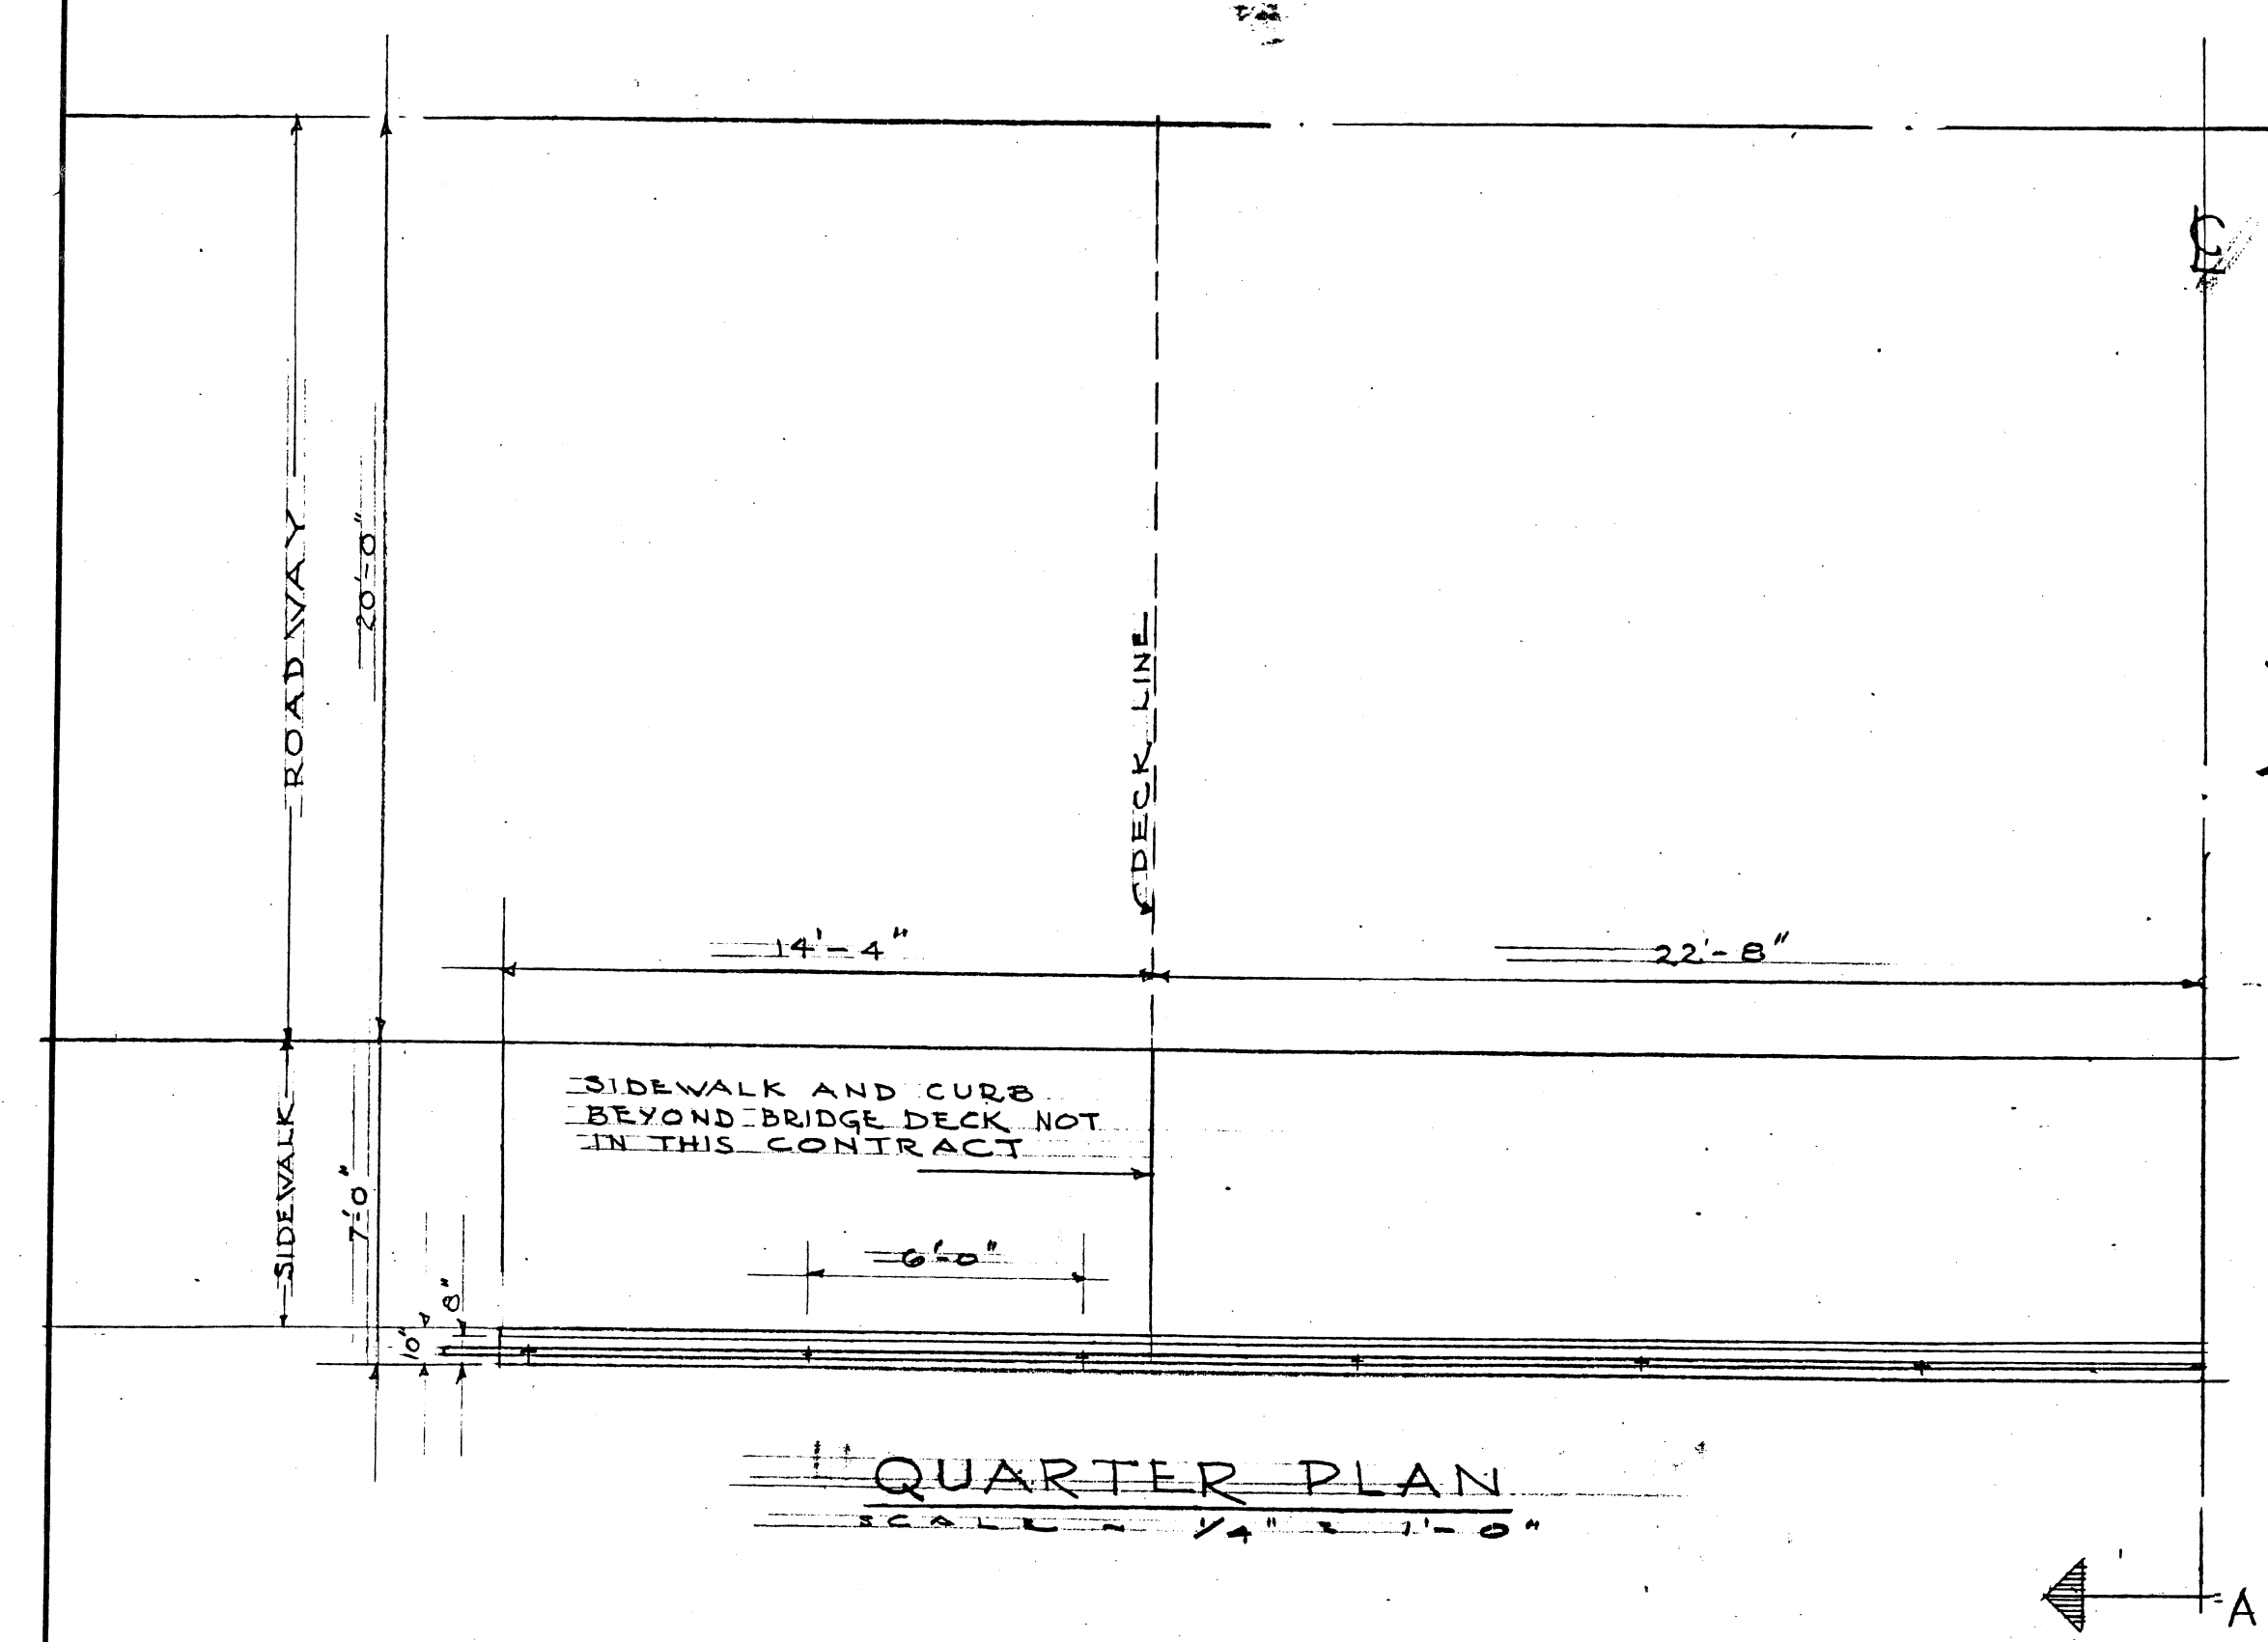 ℄
ROADWAY
20'-0"
DECK LINE
14'-4"
22'-8"
SIDEWALK AND CURB
BEYOND BRIDGE DECK NOT
IN THIS CONTRACT
SIDEWALK
7'-0"
6'-0"
10"
8"
QUARTER PLAN
SCALE - 1/4" = 1'-0"
A